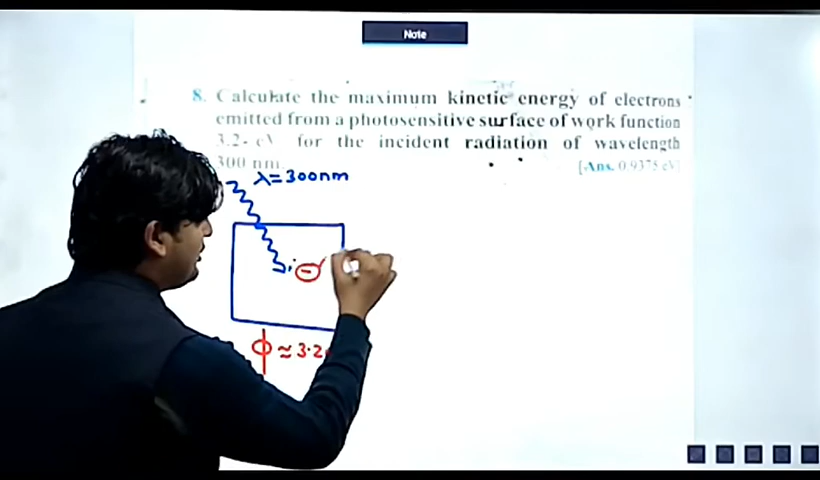 Note
8. Calculate the maximum kinetic energy of electrons
emitted from a photosensitive surface of work function
3.2- eV for the incident radiation of wavelength
300 nm.
[Ans. 0.9375 eV]
λ = 300nm
−
Φ ≈ 3.2